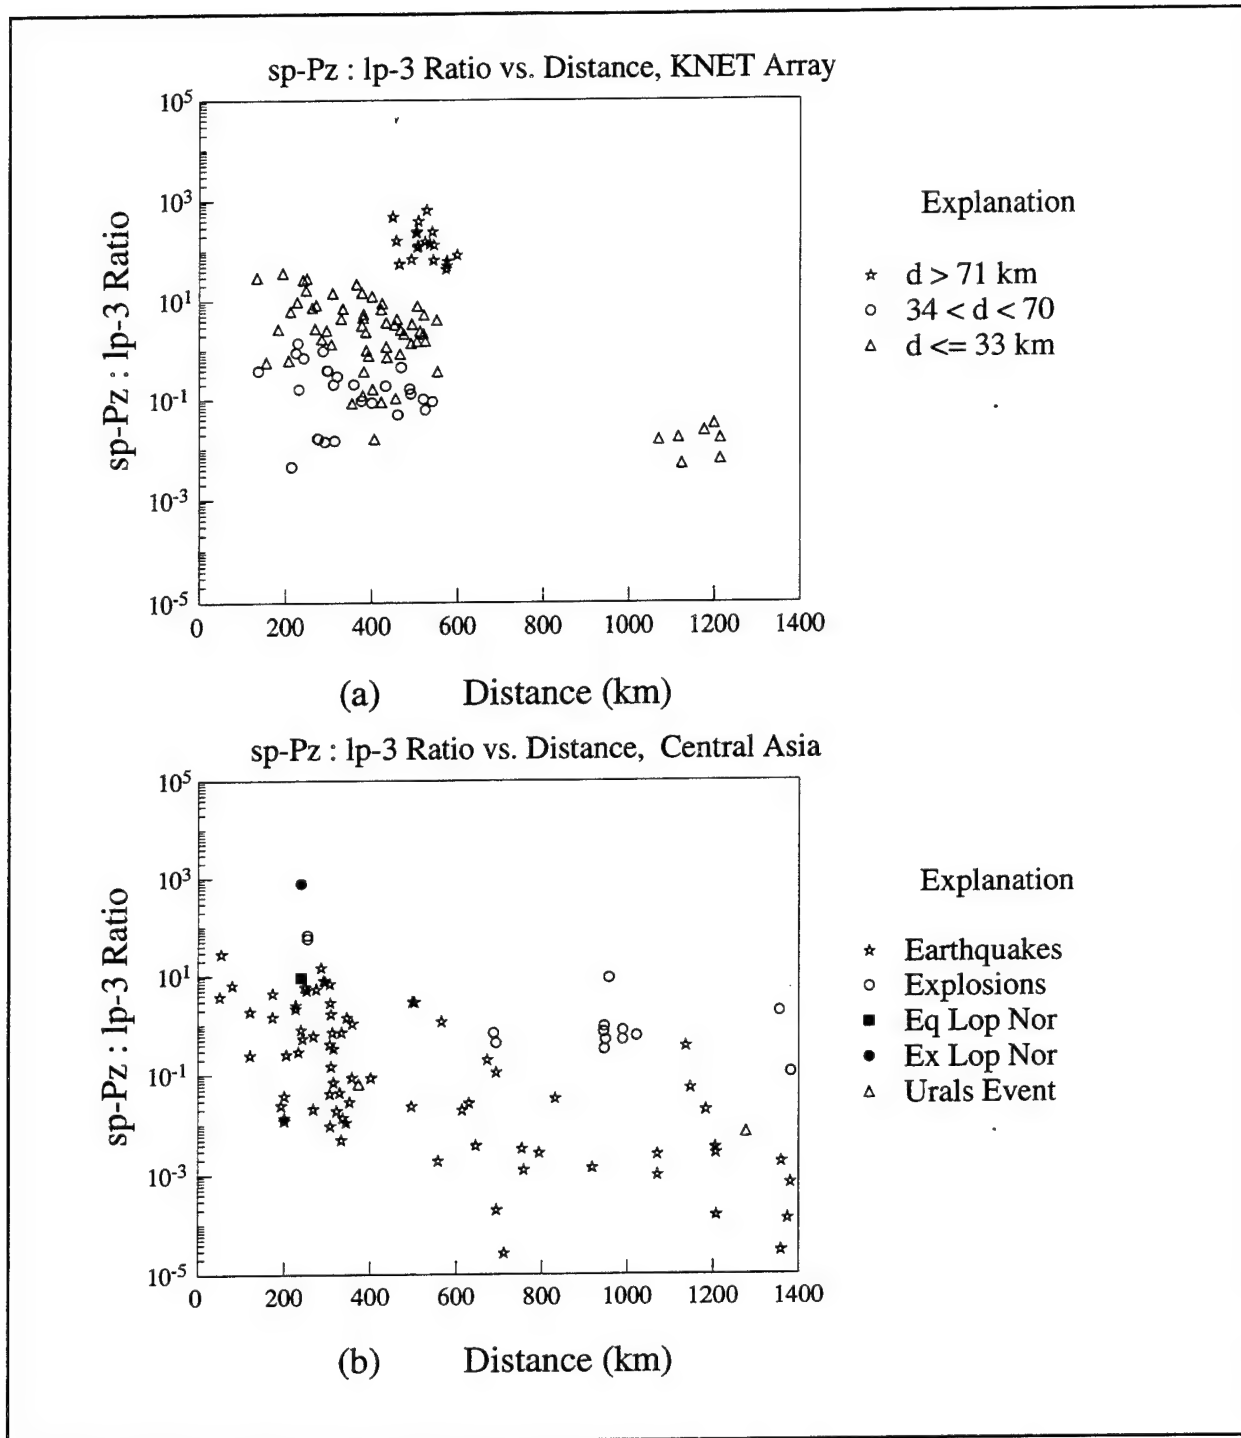 sp-Pz : lp-3 Ratio vs. Distance, KNET Array
10^5
10^3
10^1
10^-1
10^-3
10^-5
sp-Pz : lp-3 Ratio
0 200 400 600 800 1000 1200 1400
(a) Distance (km)
Explanation
d > 71 km
34 < d < 70
d <= 33 km
sp-Pz : lp-3 Ratio vs. Distance, Central Asia
10^5
10^3
10^1
10^-1
10^-3
10^-5
sp-Pz : lp-3 Ratio
0 200 400 600 800 1000 1200 1400
(b) Distance (km)
Explanation
Earthquakes
Explosions
Eq Lop Nor
Ex Lop Nor
Urals Event